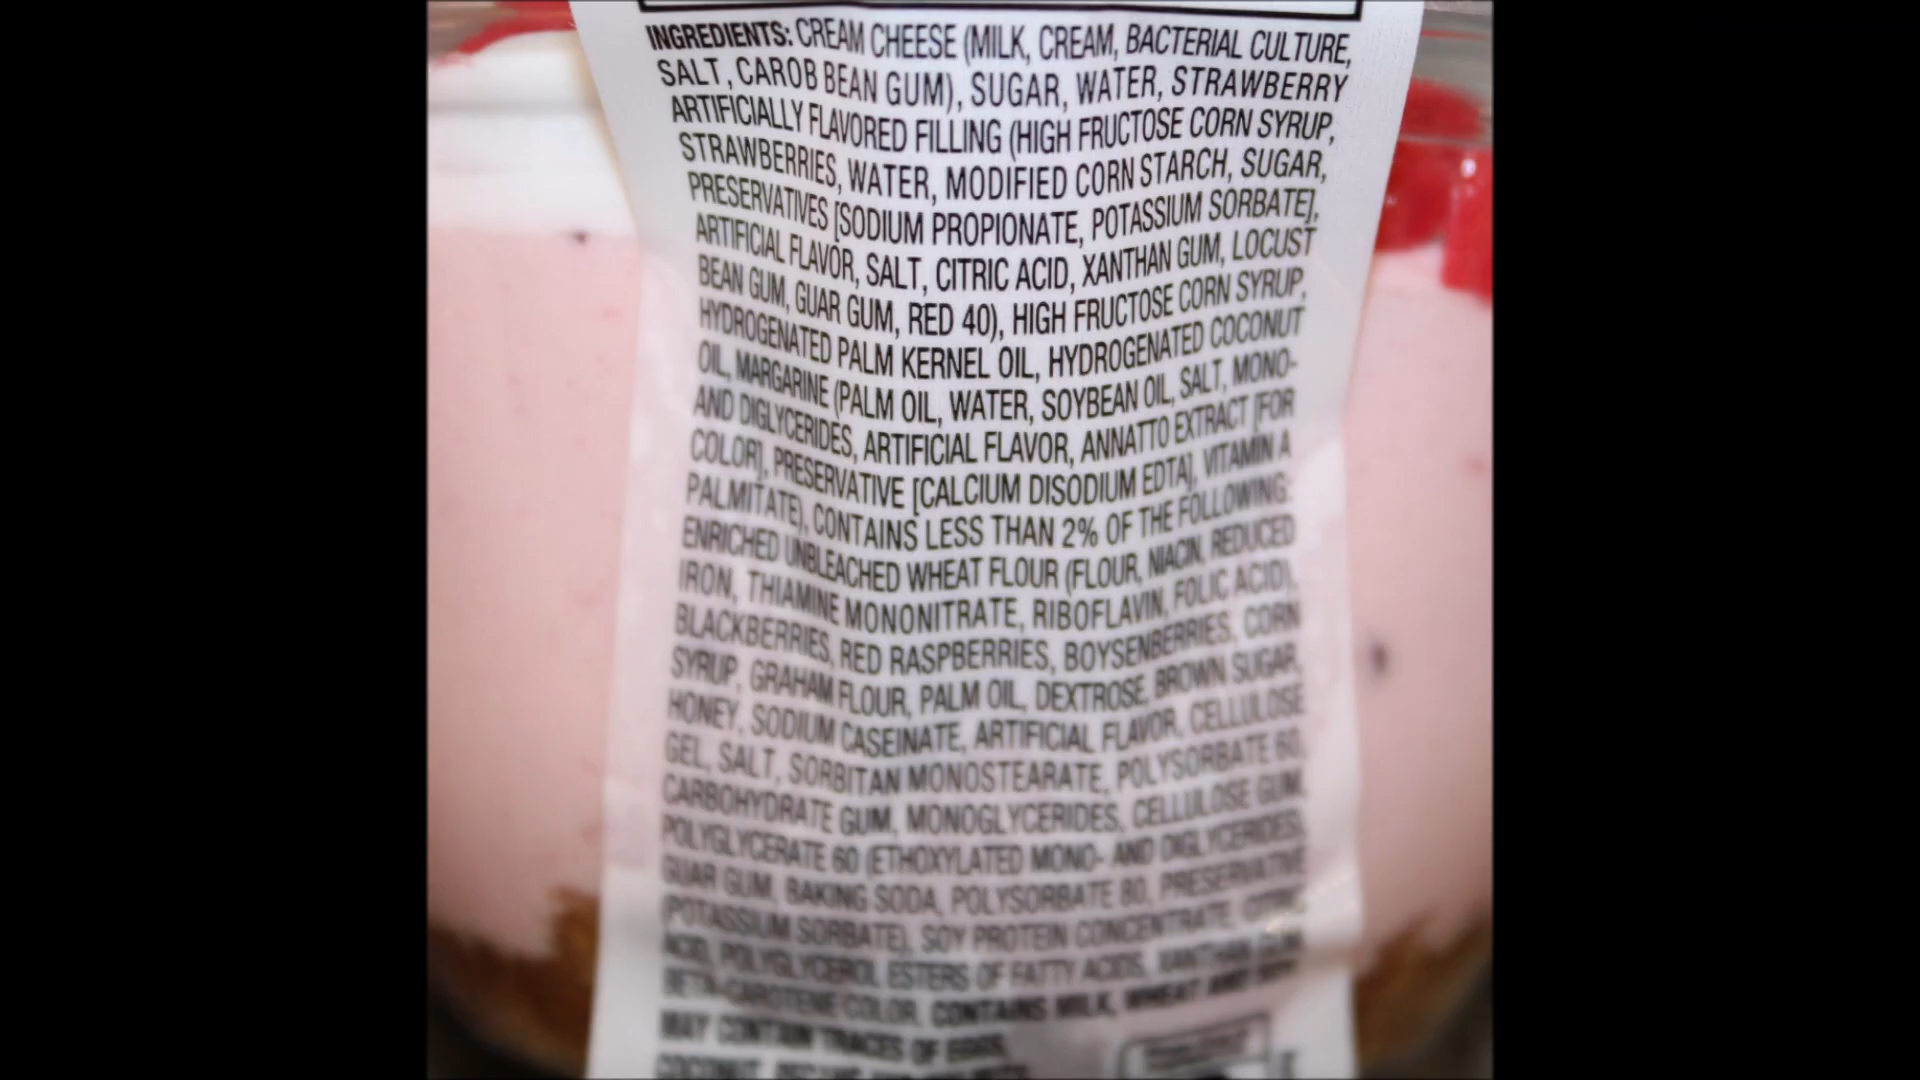 INGREDIENTS: CREAM CHEESE (MILK, CREAM, BACTERIAL CULTURE,
SALT, CAROB BEAN GUM), SUGAR, WATER, STRAWBERRY
ARTIFICIALLY FLAVORED FILLING (HIGH FRUCTOSE CORN SYRUP,
STRAWBERRIES, WATER, MODIFIED CORN STARCH, SUGAR,
PRESERVATIVES [SODIUM PROPIONATE, POTASSIUM SORBATE],
ARTIFICIAL FLAVOR, SALT, CITRIC ACID, XANTHAN GUM, LOCUST
BEAN GUM, GUAR GUM, RED 40), HIGH FRUCTOSE CORN SYRUP,
HYDROGENATED PALM KERNEL OIL, HYDROGENATED COCONUT
OIL, MARGARINE (PALM OIL, WATER, SOYBEAN OIL, SALT, MONO-
AND DIGLYCERIDES, ARTIFICIAL FLAVOR, ANNATTO EXTRACT [FOR
COLOR], PRESERVATIVE [CALCIUM DISODIUM EDTA], VITAMIN A
PALMITATE), CONTAINS LESS THAN 2% OF THE FOLLOWING:
ENRICHED UNBLEACHED WHEAT FLOUR (FLOUR, NIACIN, REDUCED
IRON, THIAMINE MONONITRATE, RIBOFLAVIN, FOLIC ACID),
BLACKBERRIES, RED RASPBERRIES, BOYSENBERRIES, CORN
SYRUP, GRAHAM FLOUR, PALM OIL, DEXTROSE, BROWN SUGAR,
HONEY, SODIUM CASEINATE, ARTIFICIAL FLAVOR, CELLULOSE
GEL, SALT, SORBITAN MONOSTEARATE, POLYSORBATE 60,
CARBOHYDRATE GUM, MONOGLYCERIDES, CELLULOSE GUM,
POLYGLYCERATE 60 (ETHOXYLATED MONO- AND DIGLYCERIDES),
GUAR GUM, BAKING SODA, POLYSORBATE 80, PRESERVATIVE
(POTASSIUM SORBATE), SOY PROTEIN CONCENTRATE, CITRIC
ACID, POLYGLYCEROL ESTERS OF FATTY ACIDS, XANTHAN GUM,
BETA-CAROTENE COLOR. CONTAINS MILK, WHEAT AND SOY.
MAY CONTAIN TRACES OF EGGS,
COCONUT,